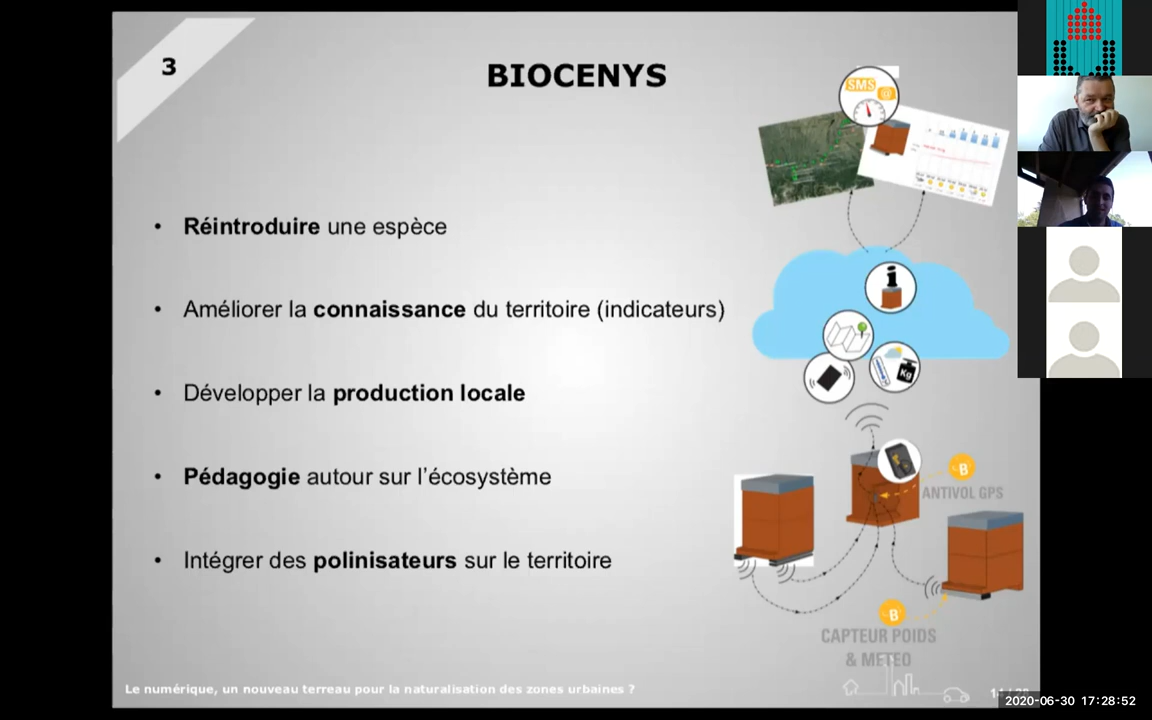 3
BIOCENYS
SMS
@
• Réintroduire une espèce
• Améliorer la connaissance du territoire (indicateurs)
• Développer la production locale
• Pédagogie autour sur l'écosystème
• Intégrer des polinisateurs sur le territoire
Kg
B
ANTIVOL GPS
B
CAPTEUR POIDS
& METEO
Le numérique, un nouveau terreau pour la naturalisation des zones urbaines ?
2020-06-30 17:28:52